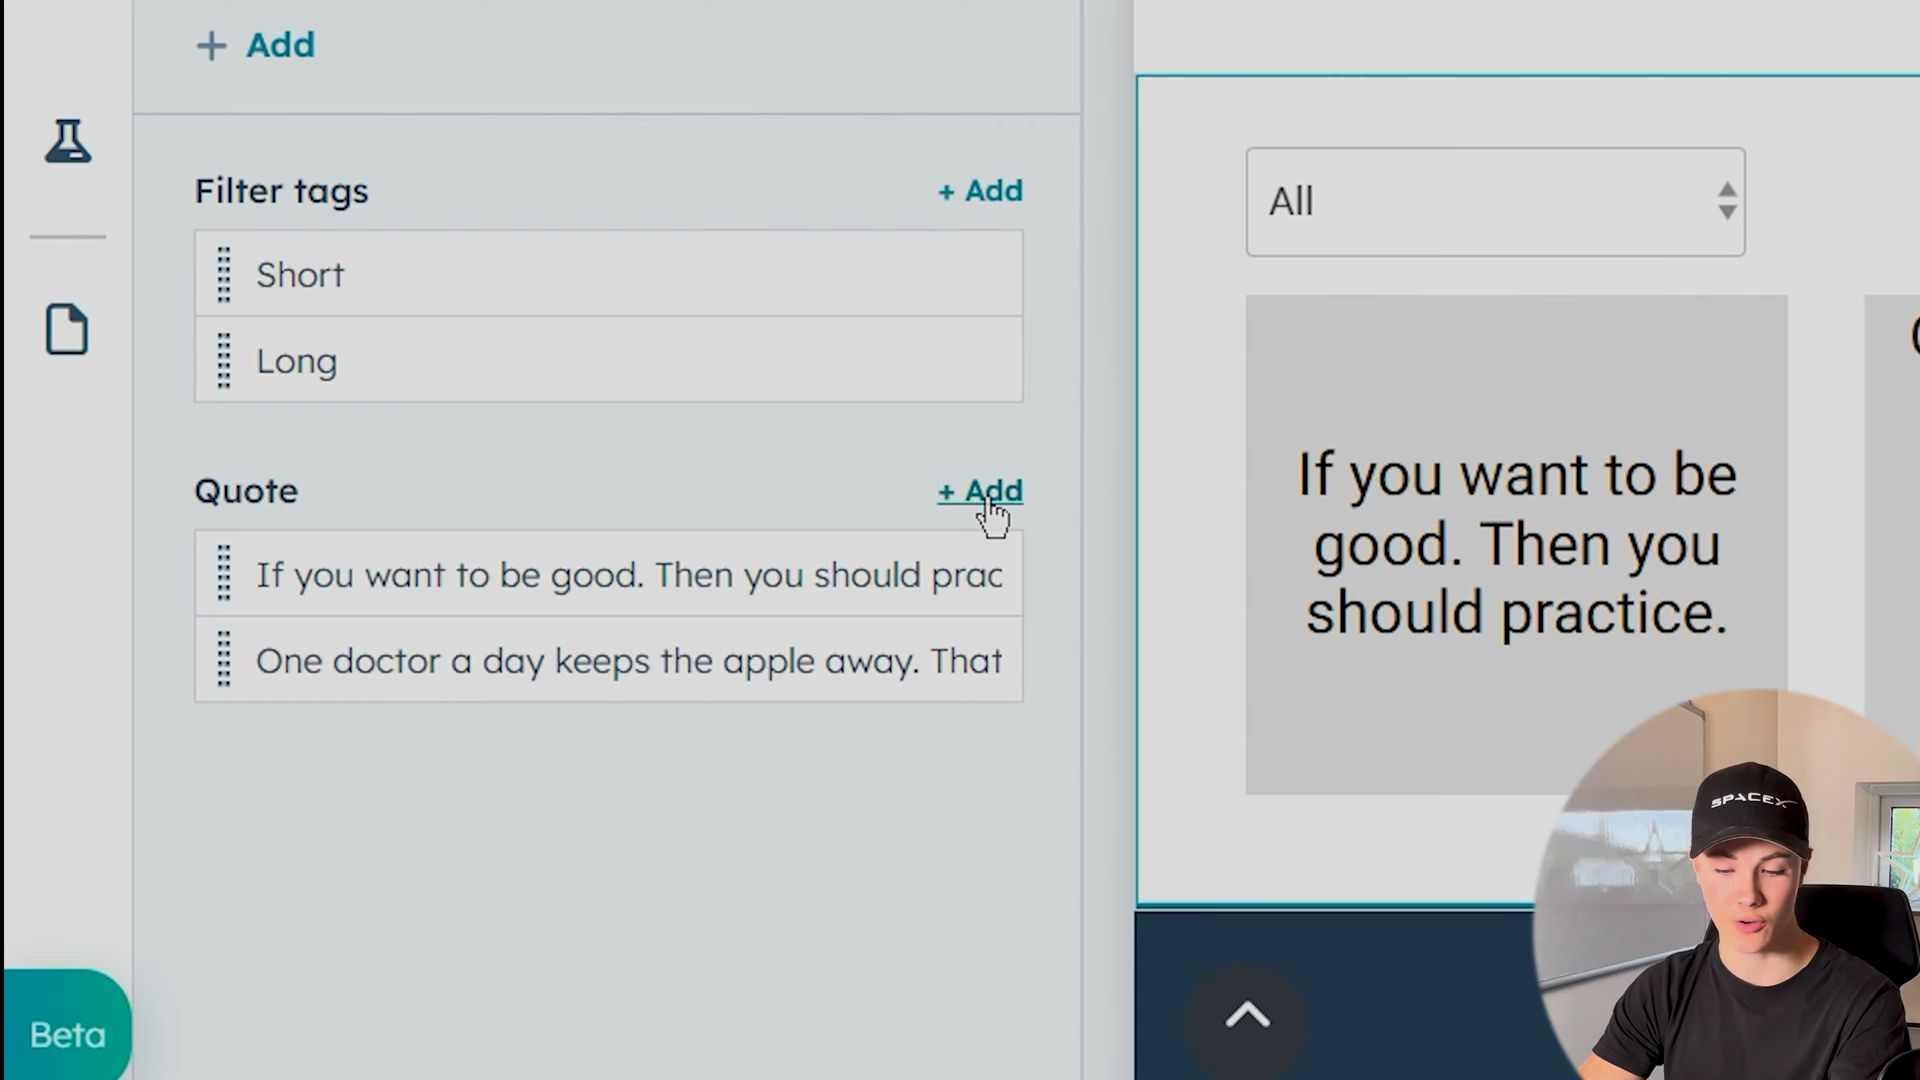 + Add
Filter tags
+ Add
Short
Long
Quote
+ Add
If you want to be good. Then you should prac
One doctor a day keeps the apple away. That
Beta
All
If you want to be
good. Then you
should practice.
SPACEX